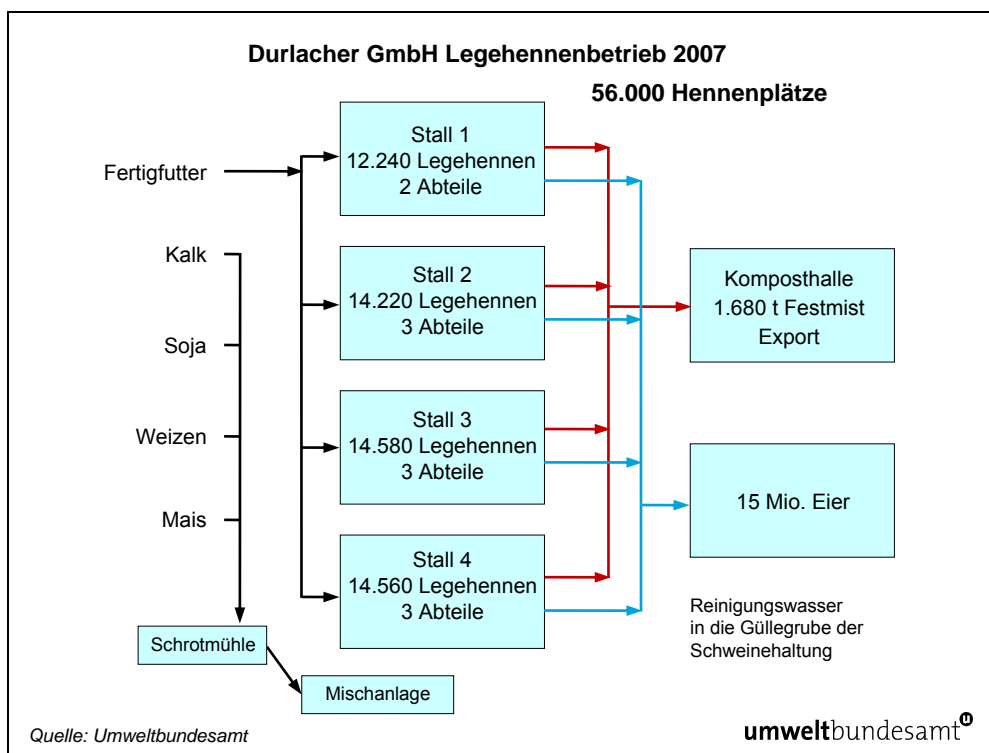 Durlacher GmbH Legehennenbetrieb 2007
56.000 Hennenplätze
Fertigfutter
Kalk
Soja
Weizen
Mais
Schrotmühle
Mischanlage
Stall 1
12.240 Legehennen
2 Abteile
Stall 2
14.220 Legehennen
3 Abteile
Stall 3
14.580 Legehennen
3 Abteile
Stall 4
14.560 Legehennen
3 Abteile
Komposthalle
1.680 t Festmist
Export
15 Mio. Eier
Reinigungswasser
in die Güllegrube der
Schweinehaltung
Quelle: Umweltbundesamt
umweltbundesamt u